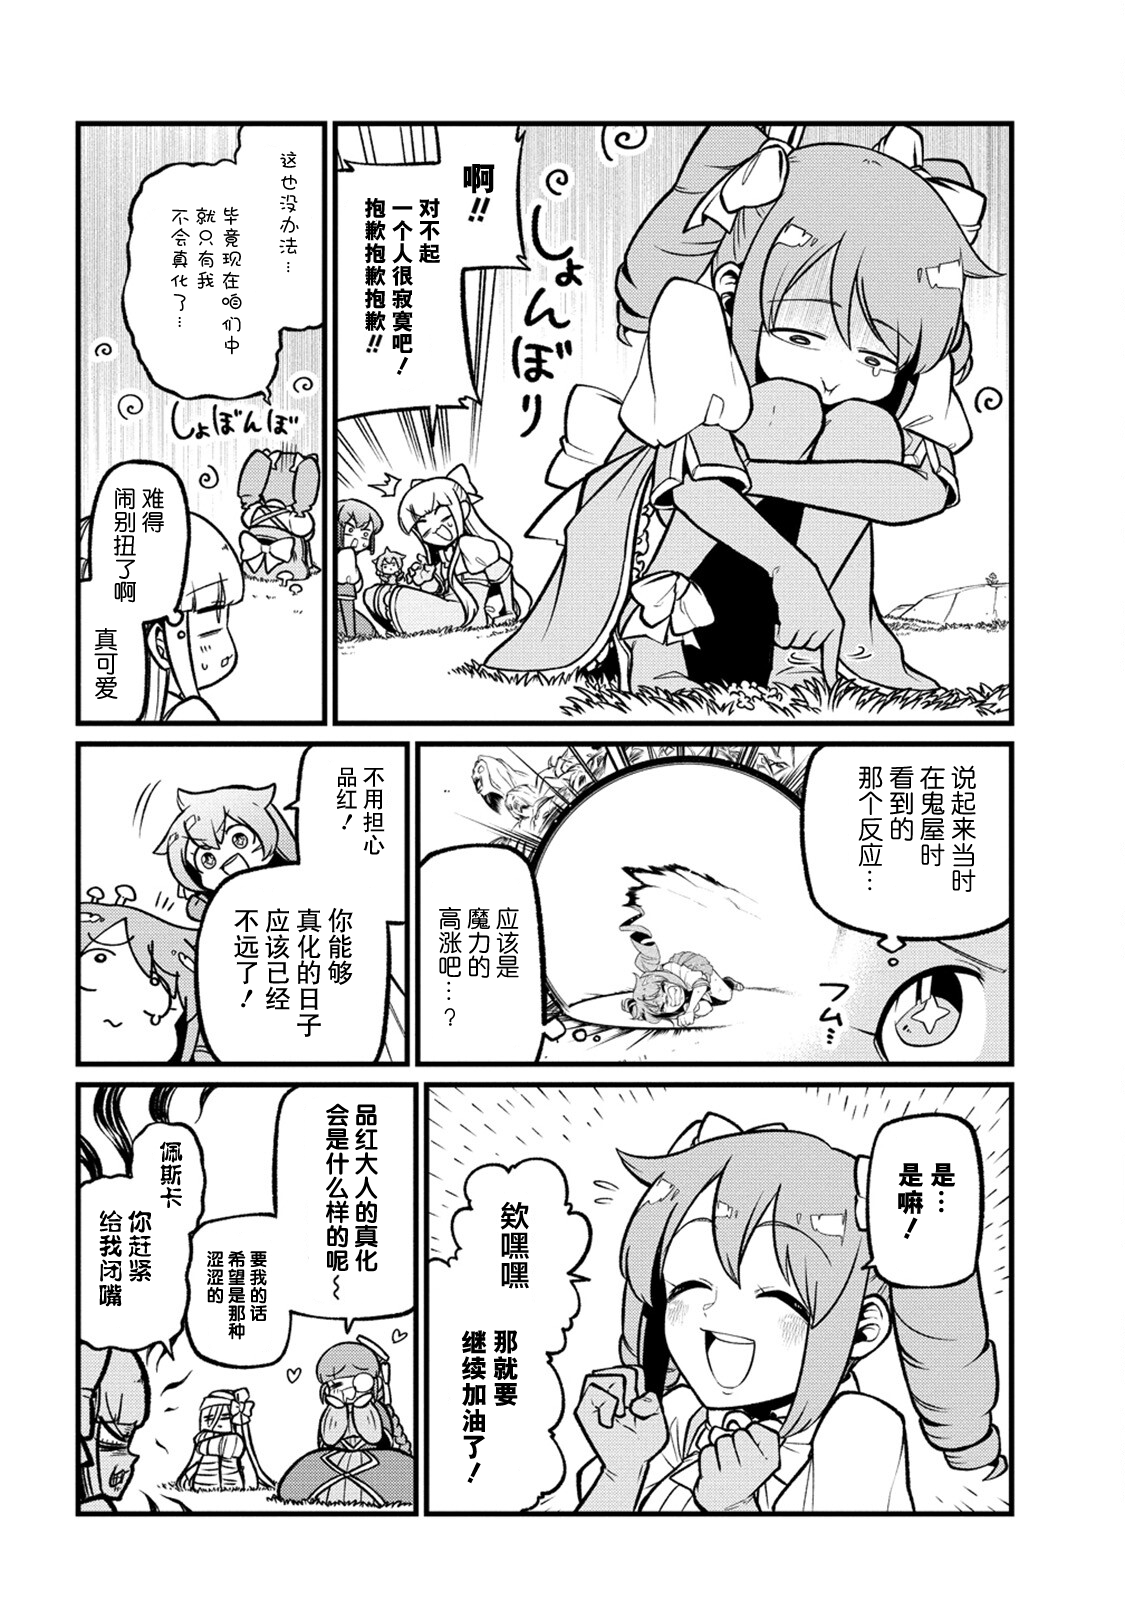 啊!!
对不起
一个人很寂寞吧!
抱歉抱歉抱歉!!
しょんぼり
这也没办法…
毕竟现在咱们中
就只有我
不会真化了…
しょぼんぼ
难得
闹别扭了啊
真可爱
说起来当时
在鬼屋时
看到的
那个反应…
フム…
应该是
魔力的
高涨吧…?
不用担心
品红!
你能够
真化的日子
应该已经
不远了!
是…
是嘛!
欸嘿嘿
那就要
继续加油了!
品红大人的真化
会是什么样的呢~
要我的话
希望是那种
涩涩的
佩斯卡
你赶紧
给我闭嘴